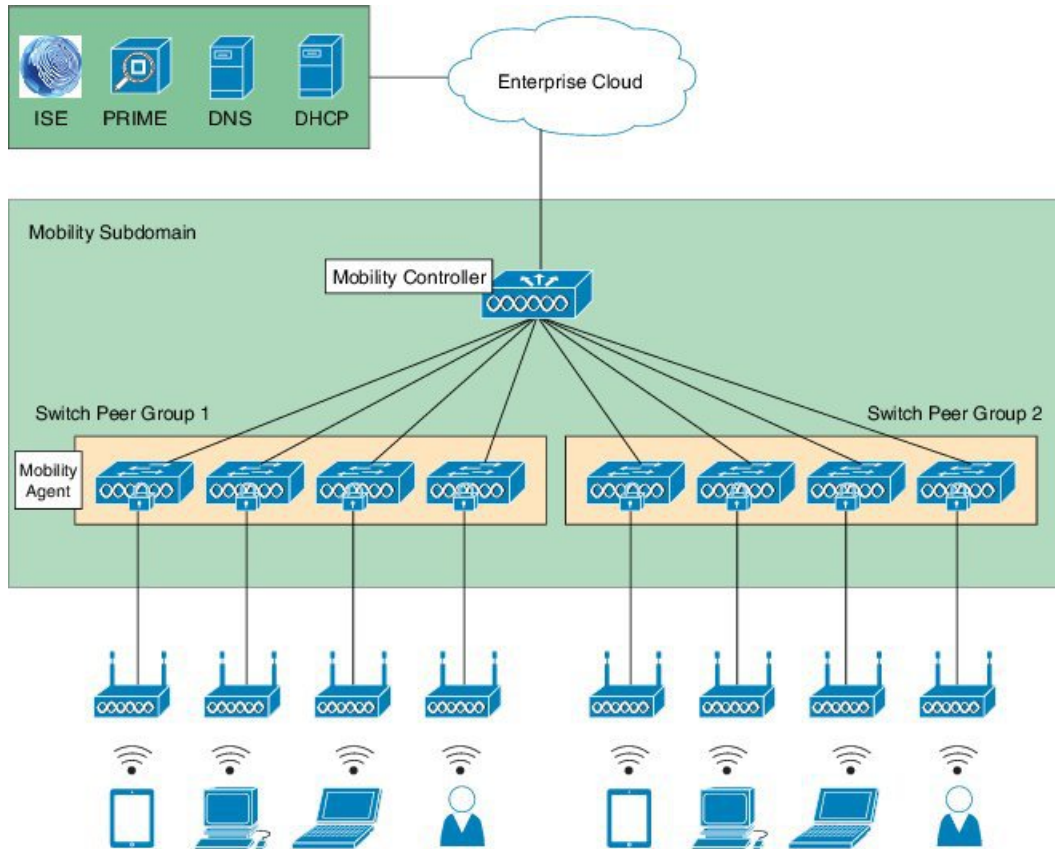 ISE PRIME DNS DHCP
Enterprise Cloud
Mobility Subdomain
Mobility Controller
Switch Peer Group 1
Switch Peer Group 2
Mobility
Agent